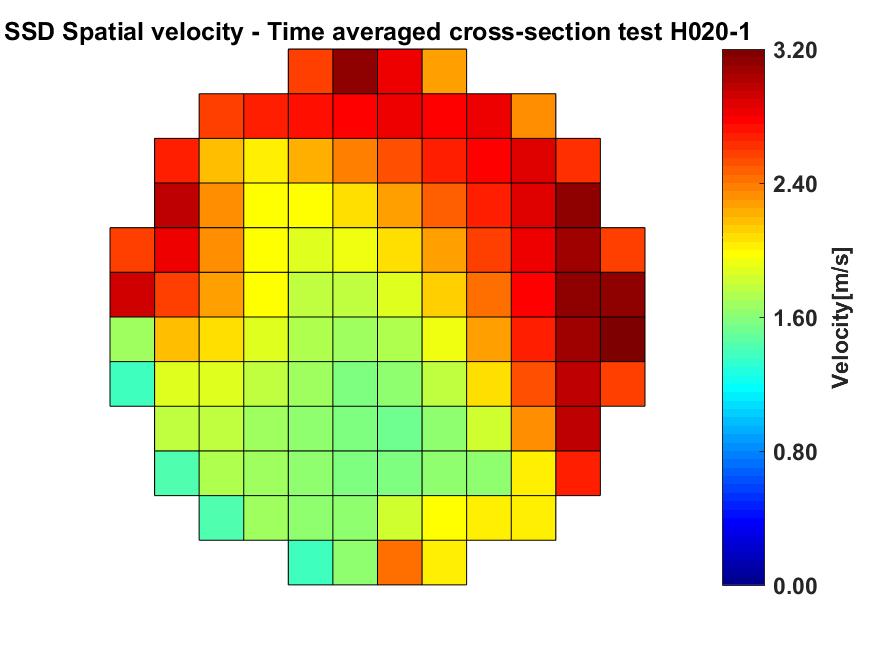 SSD Spatial velocity - Time averaged cross-section test H020-1
3.20
2.40
1.60
0.80
0.00
Velocity[m/s]